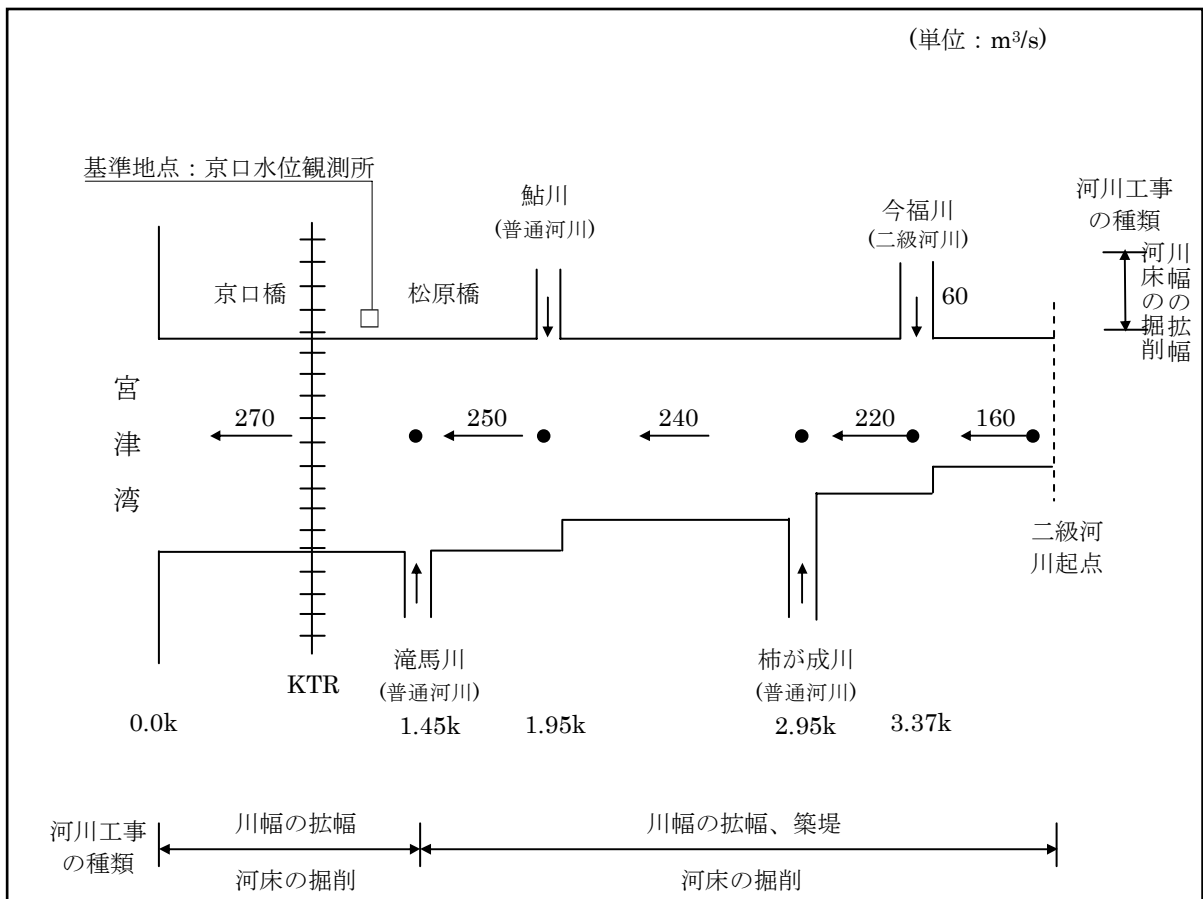 (単位：m³/s)
基準地点：京口水位観測所
鮎川
(普通河川)
今福川
(二級河川)
河川工事
の種類
川幅の拡幅
河床の掘削
京口橋
松原橋
60
宮津湾
270
250
240
220
160
二級河
川起点
滝馬川
(普通河川)
柿が成川
(普通河川)
KTR
0.0k
1.45k
1.95k
2.95k
3.37k
河川工事
の種類
川幅の拡幅
川幅の拡幅、築堤
河床の掘削
河床の掘削